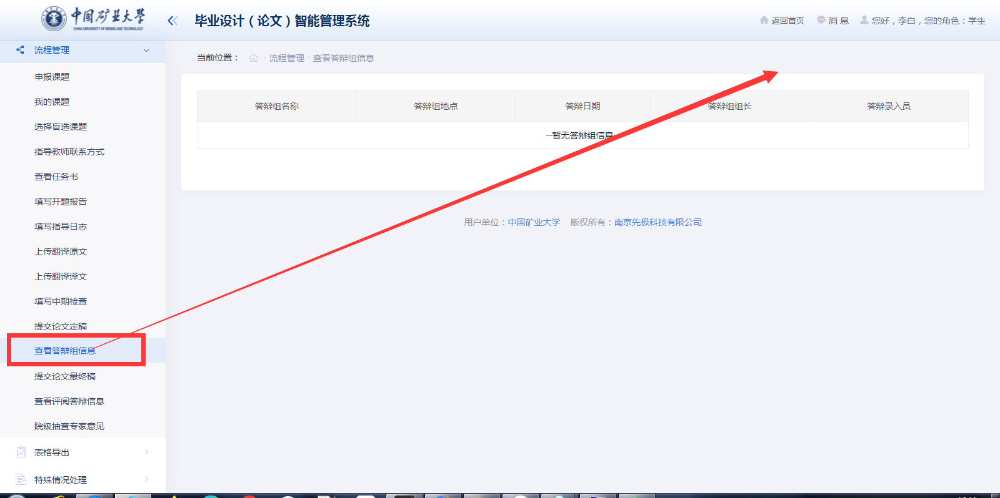 中国矿业大学
CHINA UNIVERSITY OF MINING AND TECHNOLOGY
毕业设计（论文）智能管理系统
返回首页 消 息 您好，李白，您的角色：学生
流程管理
申报课题
我的课题
选择盲选课题
指导教师联系方式
查看任务书
填写开题报告
填写指导日志
上传翻译原文
上传翻译译文
填写中期检查
提交论文定稿
查看答辩组信息
提交论文最终稿
查看评阅答辩信息
院级抽查专家意见
表格导出
特殊情况处理
当前位置： 流程管理 查看答辩组信息
答辩组名称 答辩组地点 答辩日期 答辩组组长 答辩录入员
···暂无答辩组信息···
用户单位：中国矿业大学 版权所有：南京先极科技有限公司